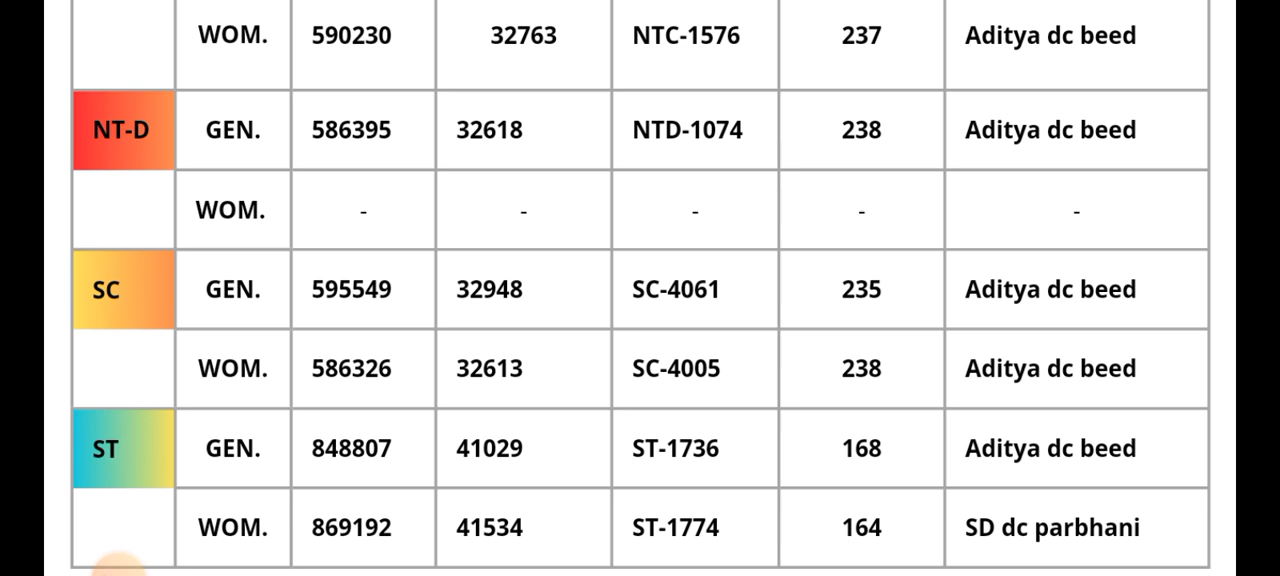 WOM. 590230 32763 NTC-1576 237 Aditya dc beed
NT-D GEN. 586395 32618 NTD-1074 238 Aditya dc beed
WOM. - - - - -
SC GEN. 595549 32948 SC-4061 235 Aditya dc beed
WOM. 586326 32613 SC-4005 238 Aditya dc beed
ST GEN. 848807 41029 ST-1736 168 Aditya dc beed
WOM. 869192 41534 ST-1774 164 SD dc parbhani